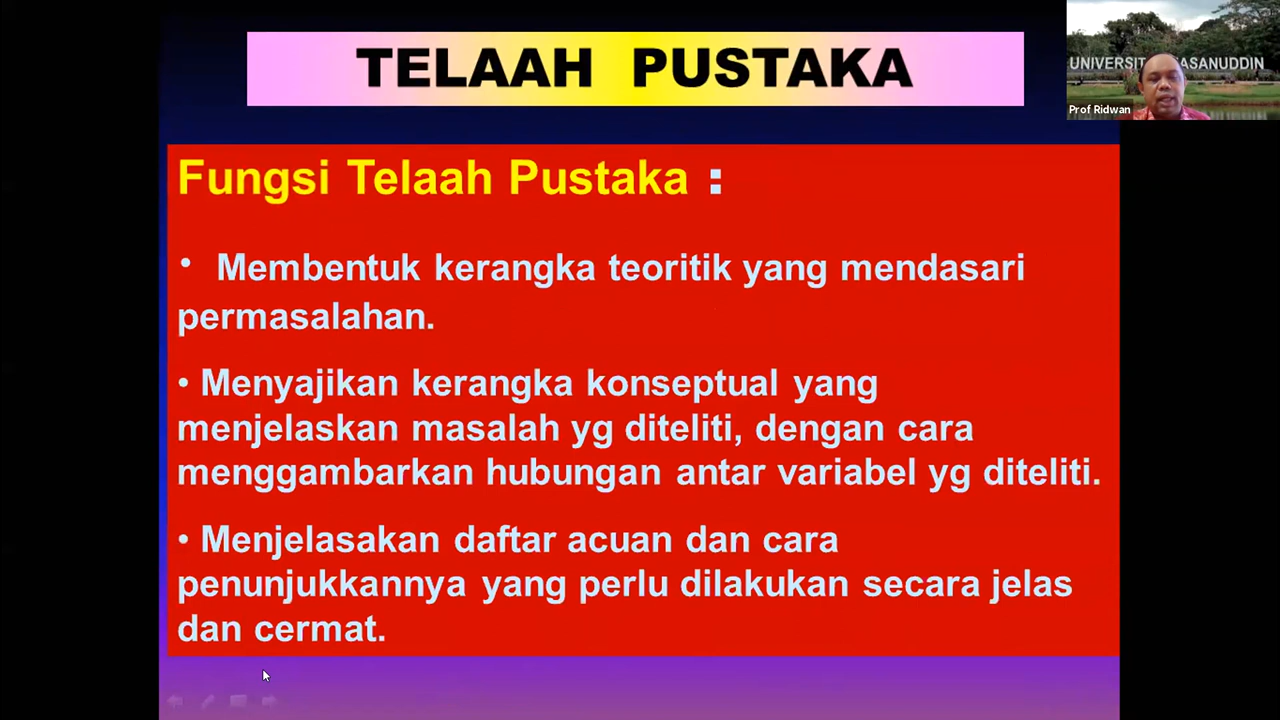 TELAAH PUSTAKA
UNIVERSIT ASANUDDIN
Prof Ridwan
Fungsi Telaah Pustaka :
• Membentuk kerangka teoritik yang mendasari
permasalahan.
• Menyajikan kerangka konseptual yang
menjelaskan masalah yg diteliti, dengan cara
menggambarkan hubungan antar variabel yg diteliti.
• Menjelasakan daftar acuan dan cara
penunjukkannya yang perlu dilakukan secara jelas
dan cermat.